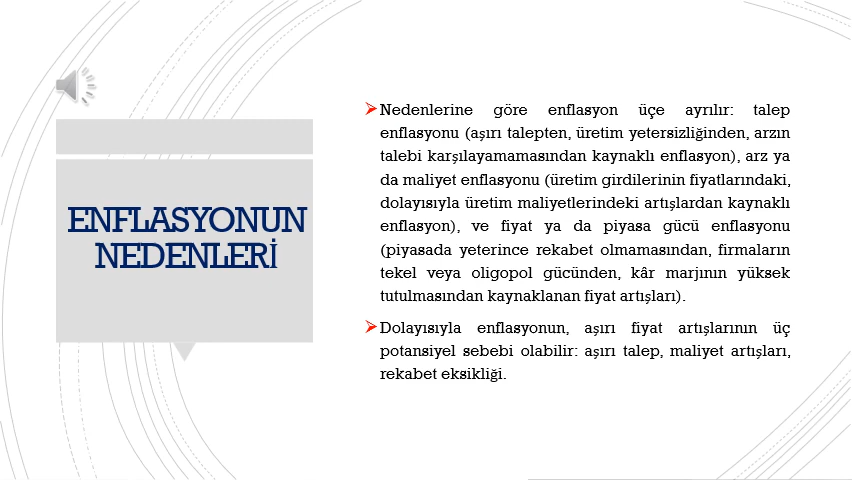 ENFLASYONUN
NEDENLERİ
Nedenlerine göre enflasyon üçe ayrılır: talep
enflasyonu (aşırı talepten, üretim yetersizliğinden, arzın
talebi karşılayamamasından kaynaklı enflasyon), arz ya
da maliyet enflasyonu (üretim girdilerinin fiyatlarındaki,
dolayısıyla üretim maliyetlerindeki artışlardan kaynaklı
enflasyon), ve fiyat ya da piyasa gücü enflasyonu
(piyasada yeterince rekabet olmamasından, firmaların
tekel veya oligopol gücünden, kâr marjının yüksek
tutulmasından kaynaklanan fiyat artışları).
Dolayısıyla enflasyonun, aşırı fiyat artışlarının üç
potansiyel sebebi olabilir: aşırı talep, maliyet artışları,
rekabet eksikliği.